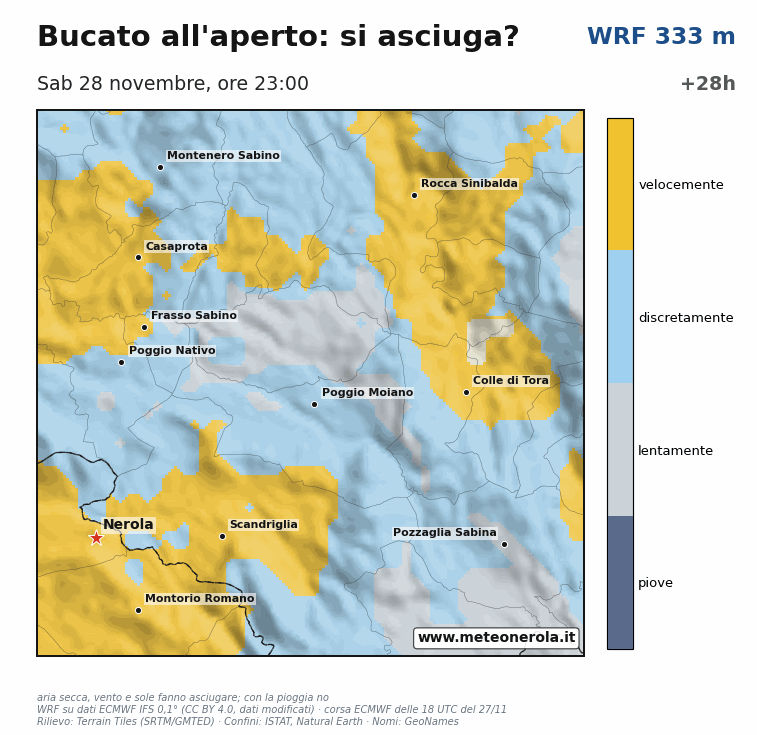 Bucato all'aperto: si asciuga?
WRF 333 m
Sab 28 novembre, ore 23:00
+28h
Montenero Sabino
Rocca Sinibalda
Casaprota
Frasso Sabino
Poggio Nativo
Colle di Tora
Poggio Moiano
Nerola
Scandriglia
Pozzaglia Sabina
Montorio Romano
www.meteonerola.it
velocemente
discretamente
lentamente
piove
aria secca, vento e sole fanno asciugare; con la pioggia no
WRF su dati ECMWF IFS 0,1° (CC BY 4.0, dati modificati) · corsa ECMWF delle 18 UTC del 27/11
Rilievo: Terrain Tiles (SRTM/GMTED) · Confini: ISTAT, Natural Earth · Nomi: GeoNames